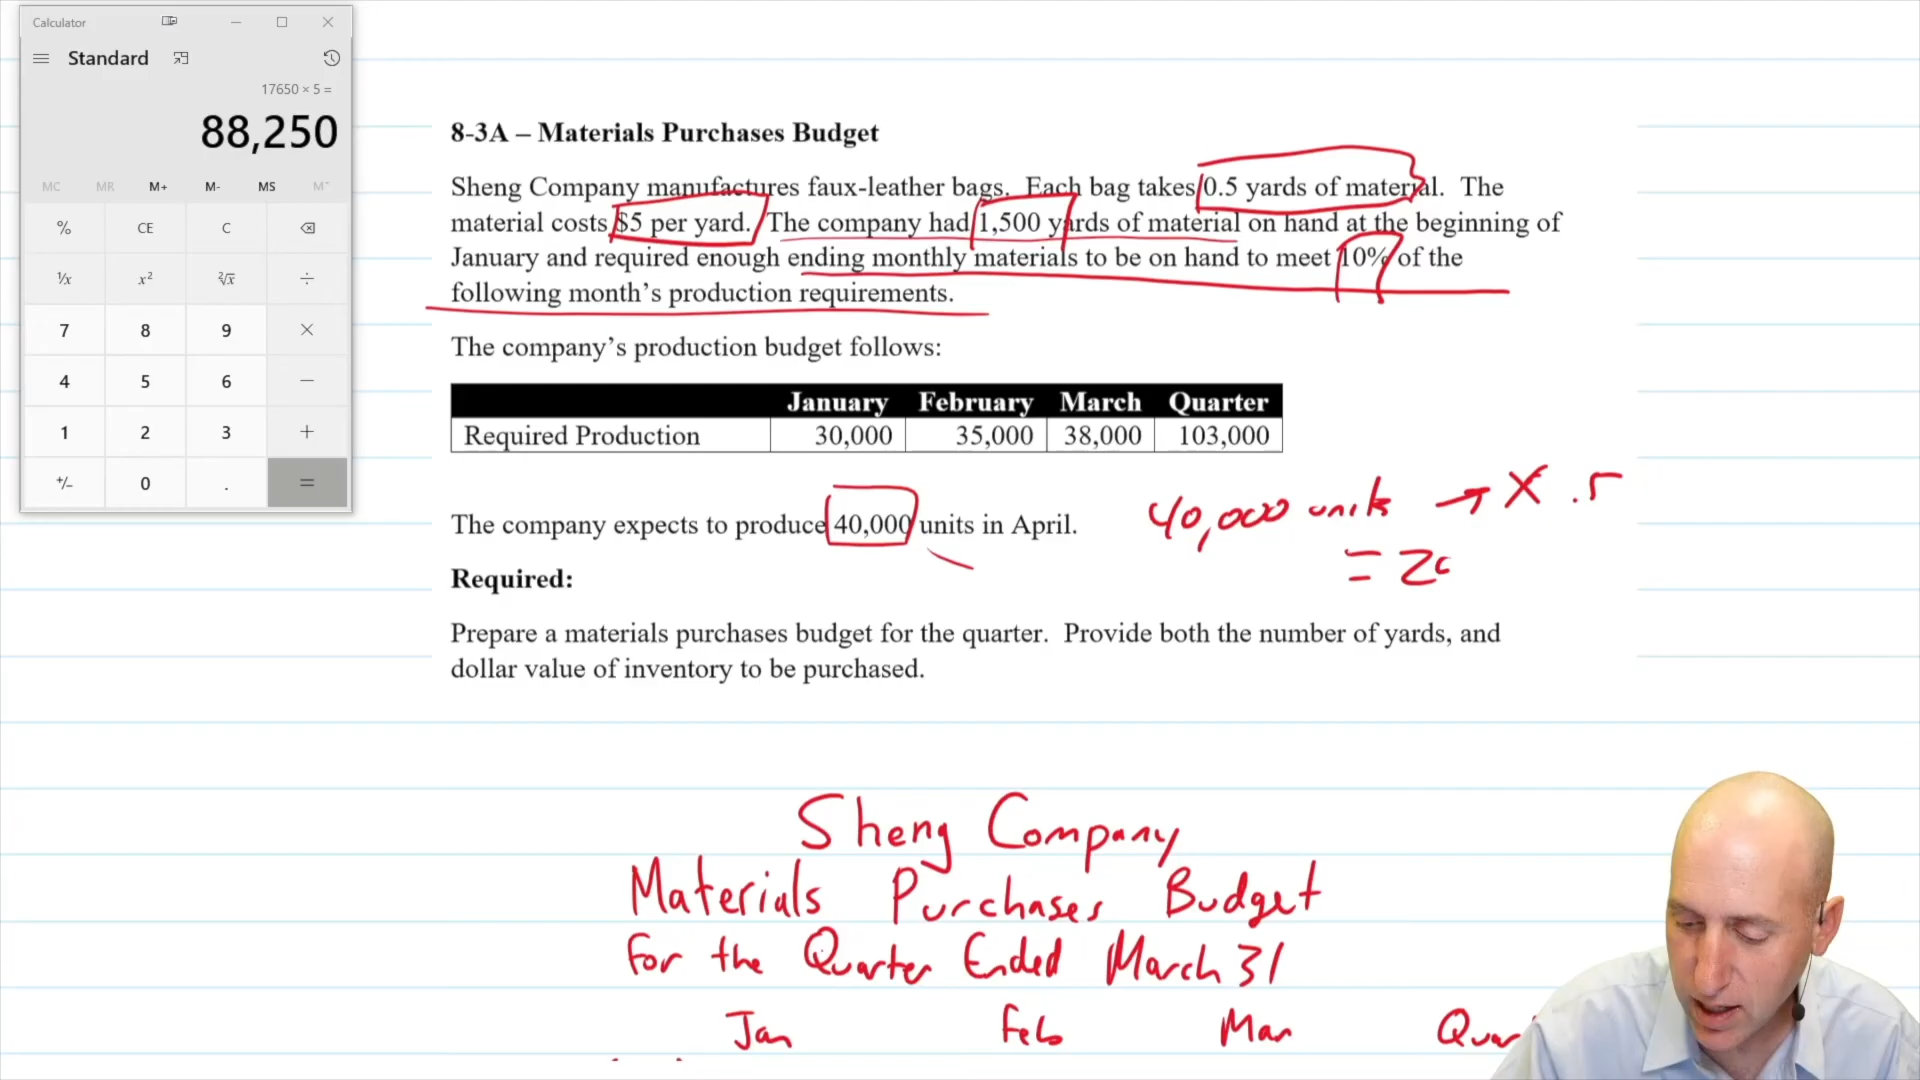 Calculator
Standard
17650 × 5 =
88,250
MC MR M+ M- MS M˅
% CE C
¹/x x² ²√x ÷
7 8 9 ×
4 5 6 −
1 2 3 +
+/− 0 . =
8-3A – Materials Purchases Budget
Sheng Company manufactures faux-leather bags. Each bag takes 0.5 yards of material. The
material costs $5 per yard. The company had 1,500 yards of material on hand at the beginning of
January and required enough ending monthly materials to be on hand to meet 10% of the
following month’s production requirements.
The company’s production budget follows:
January February March Quarter
Required Production 30,000 35,000 38,000 103,000
40,000 units → X .5
= 20
The company expects to produce 40,000 units in April.
Required:
Prepare a materials purchases budget for the quarter. Provide both the number of yards, and
dollar value of inventory to be purchased.
Sheng Company
Materials Purchases Budget
For the Quarter Ended March 31
Jan Feb Mar Quar